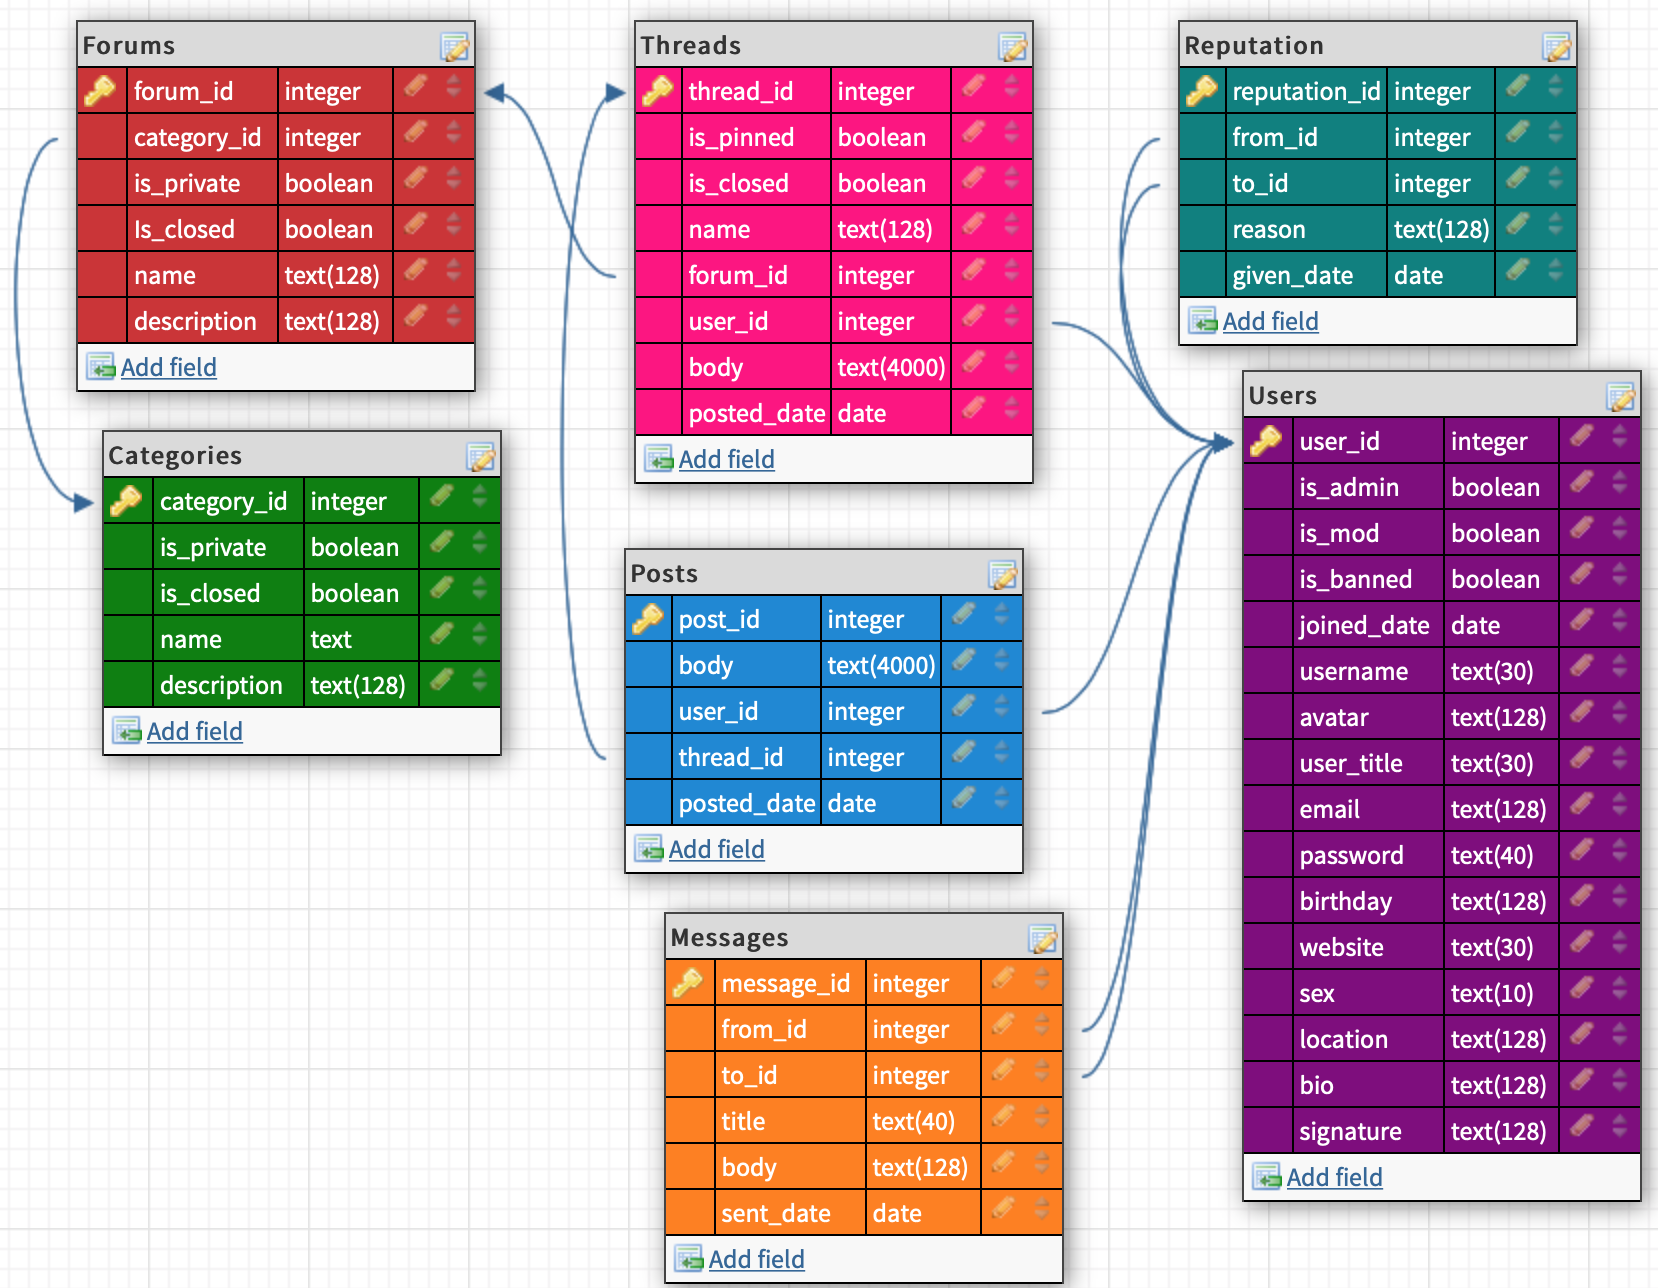 Forums
forum_id integer
category_id integer
is_private boolean
Is_closed boolean
name text(128)
description text(128)
Add field
Categories
category_id integer
is_private boolean
is_closed boolean
name text
description text(128)
Add field
Threads
thread_id integer
is_pinned boolean
is_closed boolean
name text(128)
forum_id integer
user_id integer
body text(4000)
posted_date date
Add field
Posts
post_id integer
body text(4000)
user_id integer
thread_id integer
posted_date date
Add field
Messages
message_id integer
from_id integer
to_id integer
title text(40)
body text(128)
sent_date date
Add field
Reputation
reputation_id integer
from_id integer
to_id integer
reason text(128)
given_date date
Add field
Users
user_id integer
is_admin boolean
is_mod boolean
is_banned boolean
joined_date date
username text(30)
avatar text(128)
user_title text(30)
email text(128)
password text(40)
birthday text(128)
website text(30)
sex text(10)
location text(128)
bio text(128)
signature text(128)
Add field